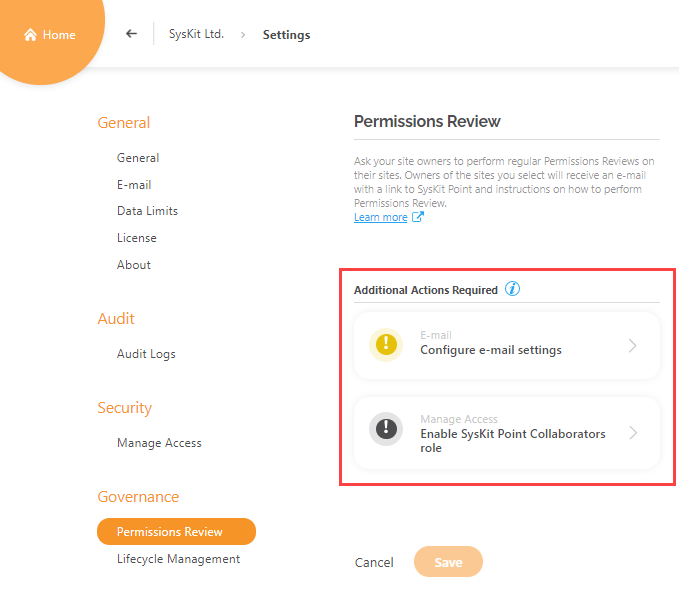 Home
SysKit Ltd. > Settings
General
General
E-mail
Data Limits
License
About
Audit
Audit Logs
Security
Manage Access
Governance
Permissions Review
Lifecycle Management
Permissions Review
Ask your site owners to perform regular Permissions Reviews on
their sites. Owners of the sites you select will receive an e-mail
with a link to SysKit Point and instructions on how to perform
Permissions Review.
Learn more
Additional Actions Required
E-mail
Configure e-mail settings
Manage Access
Enable SysKit Point Collaborators
role
Cancel
Save